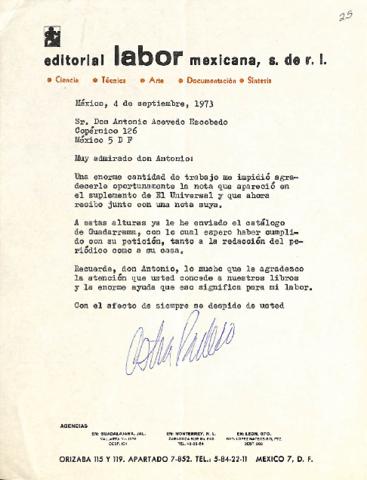 25
editorial labor mexicana, s. de r. l.
Ciencia Técnica Arte Documentación Síntesis
México, 4 de septiembre, 1973
Sr. Don Antonio Acevedo Escobedo
Copérnico 126
México 5 D F
Muy admirado don Antonio:
Una enorme cantidad de trabajo me impidió agra-
decerle oportunamente la nota que apareció en
el suplemento de El Universal y que ahora
recibo junto con una nota suya.
A estas alturas ya le he enviado el catálogo
de Guadarrama, con lo cual espero haber cumpli-
do con su petición, tanto a la redacción del pe-
riódico como a su casa.
Recuerde, don Antonio, lo mucho que le agradezco
la atención que usted concede a nuestros libros
y la enorme ayuda que eso significa para mi labor.
Con el afecto de siempre se despide de usted
AGENCIAS
EN: GUADALAJARA, JAL. EN: MONTERREY, N. L. EN: LEON, GTO.
ORIZABA 115 Y 119. APARTADO 7-852. TEL.: 5-84-22-11 MEXICO 7, D. F.